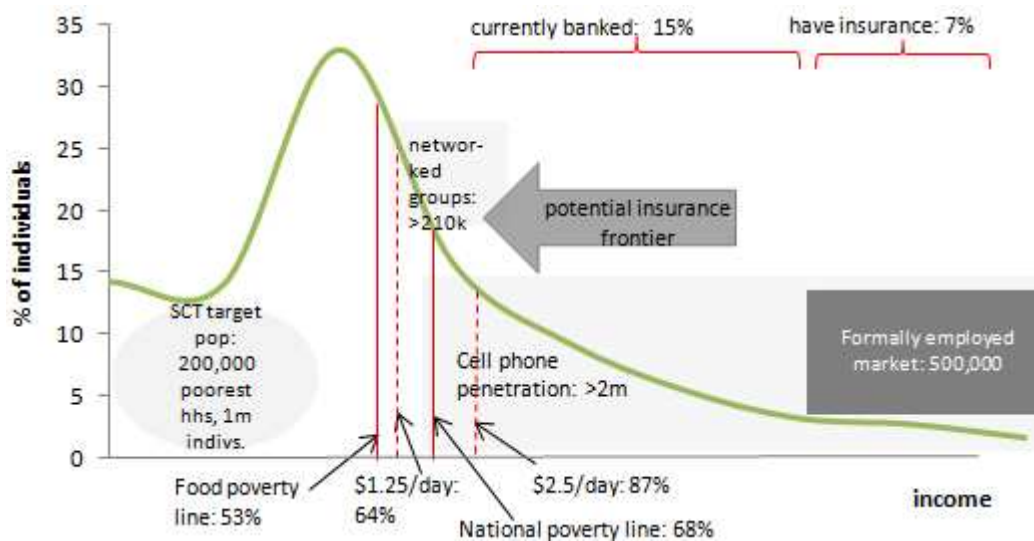 35
30
25
20
15
10
5
0
% of individuals
currently banked:  15%
have insurance: 7%
networ-
ked
groups:
>210k
potential insurance
frontier
SCT target
pop:
200,000
poorest
hhs, 1m
indivs.
Cell phone
penetration: >2m
Formally employed
market: 500,000
Food poverty
line: 53%
$1.25/day:
64%
National poverty line: 68%
$2.5/day: 87%
income